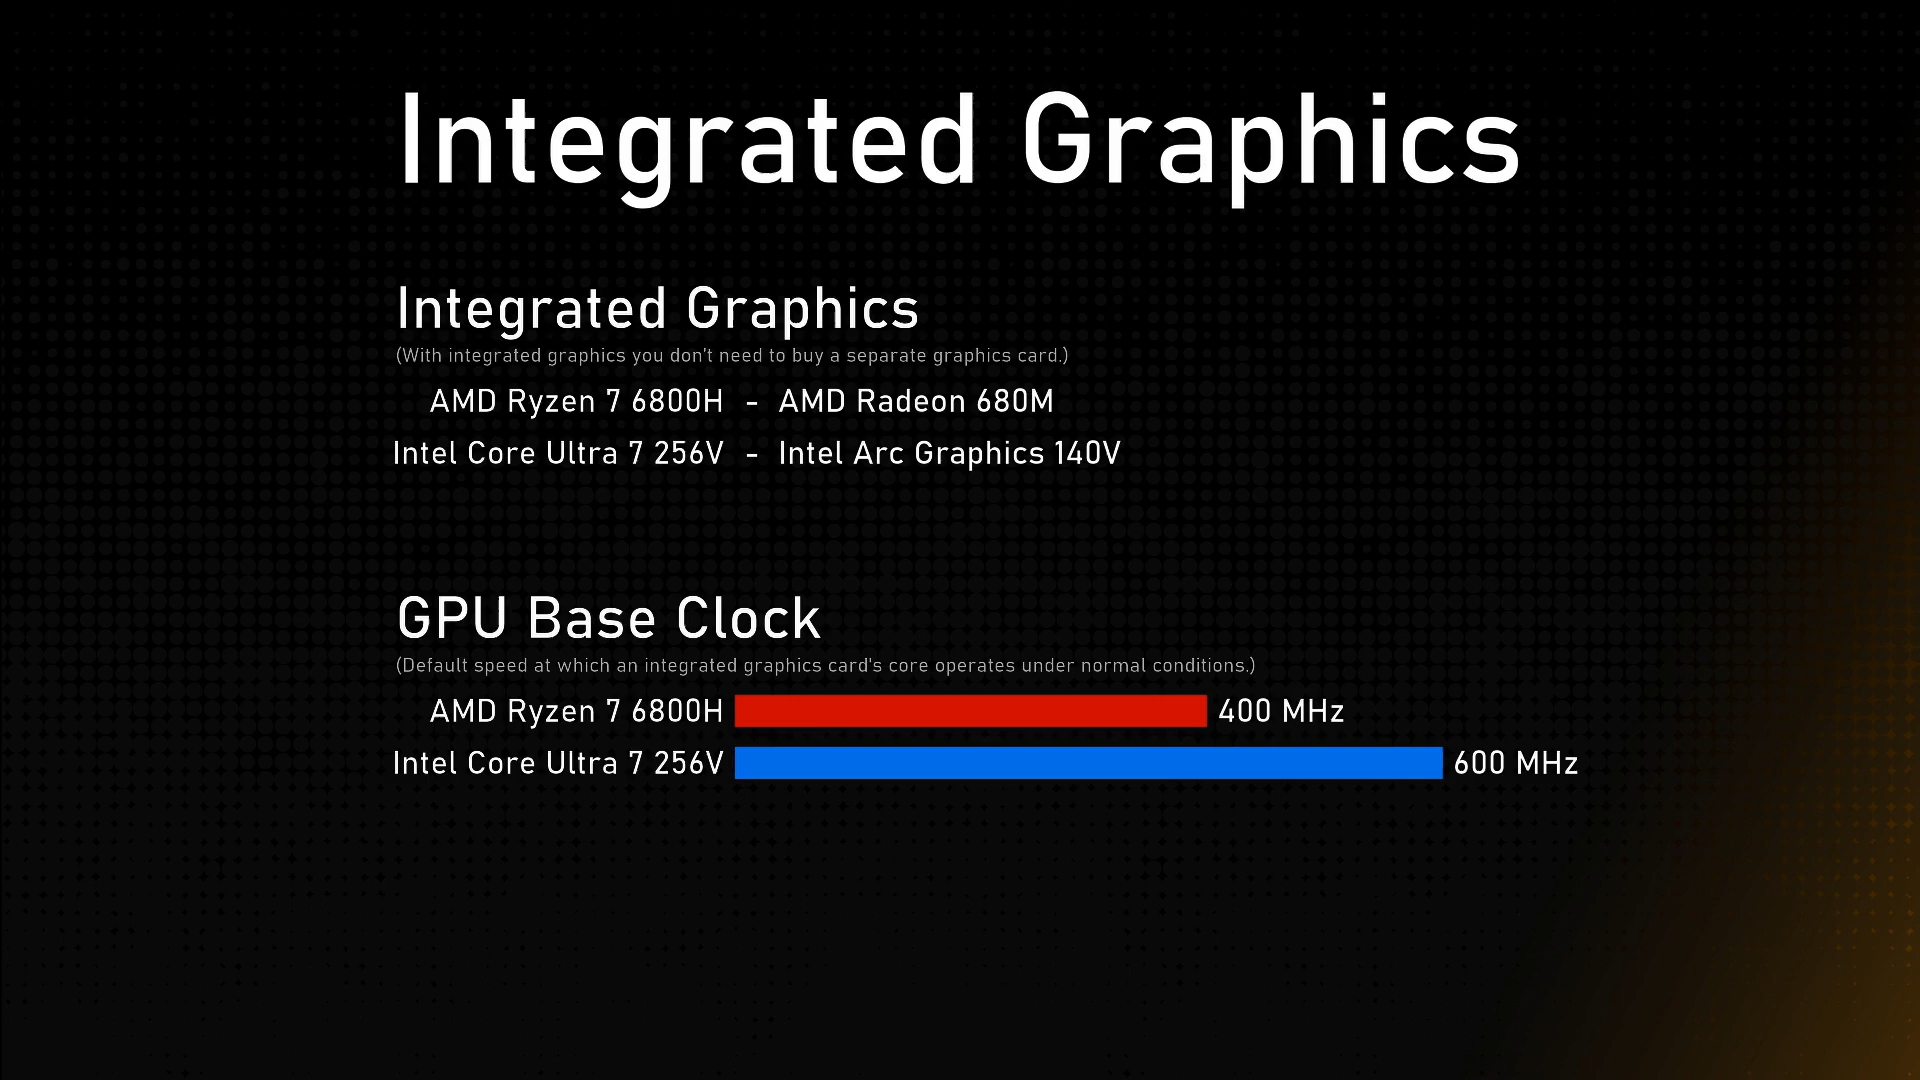 Integrated Graphics
Integrated Graphics
(With integrated graphics you don't need to buy a separate graphics card.)
AMD Ryzen 7 6800H - AMD Radeon 680M
Intel Core Ultra 7 256V - Intel Arc Graphics 140V
GPU Base Clock
(Default speed at which an integrated graphics card's core operates under normal conditions.)
AMD Ryzen 7 6800H 400 MHz
Intel Core Ultra 7 256V 600 MHz